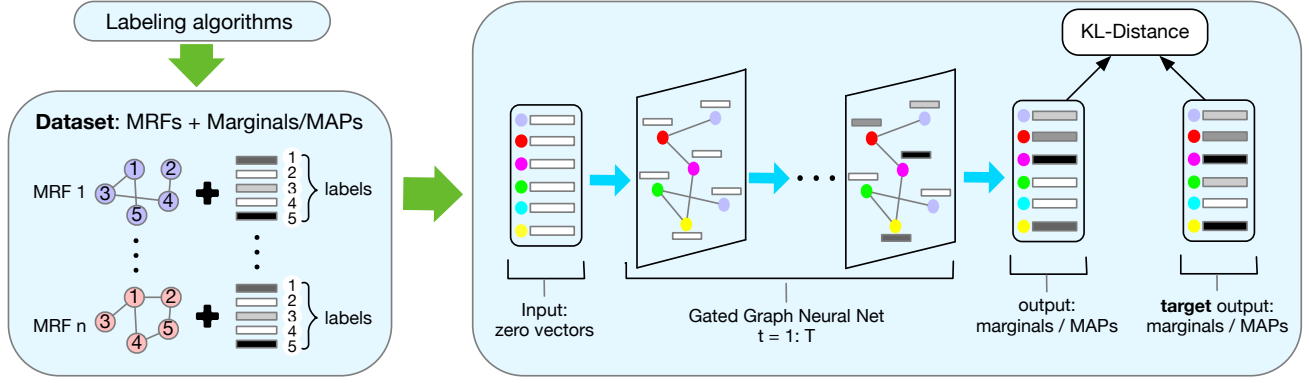 Labeling algorithms
Dataset: MRFs + Marginals/MAPs
MRF 1
1
2
3
4
5
1
2
3
4
5
labels
MRF n
1
2
3
5
4
1
2
3
4
5
labels
KL-Distance
Input:
zero vectors
Gated Graph Neural Net
t = 1: T
output:
marginals / MAPs
target output:
marginals / MAPs